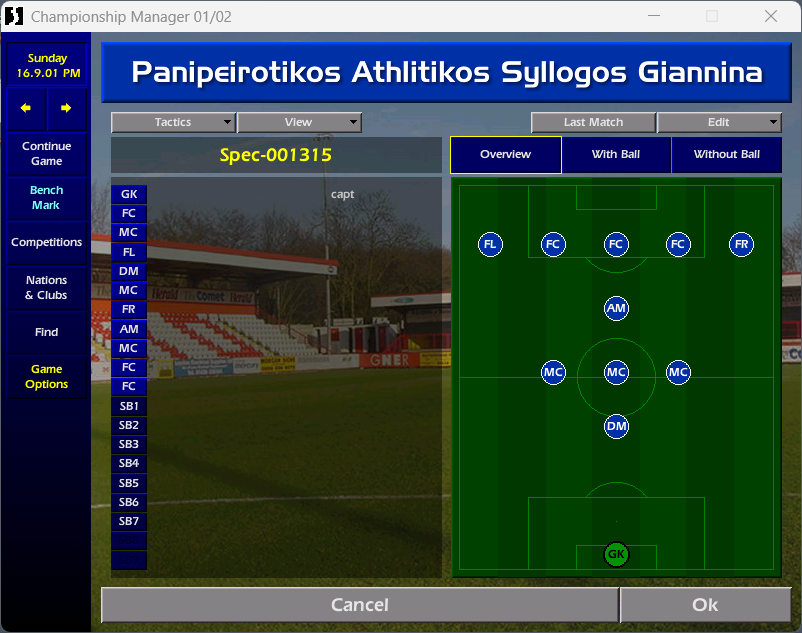 Championship Manager 01/02
Sunday
16.9.01 PM
Panipeirotikos Athlitikos Syllogos Giannina
Continue
Game
Bench
Mark
Competitions
Nations
& Clubs
Find
Game
Options
Tactics
View
Last Match
Edit
Spec-001315
Overview
With Ball
Without Ball
GK
capt
FC
MC
FL
DM
MC
FR
AM
MC
FC
FC
SB1
SB2
SB3
SB4
SB5
SB6
SB7
FL FC FC FC FR
AM
MC MC MC
DM
GK
GNER
Cancel
Ok